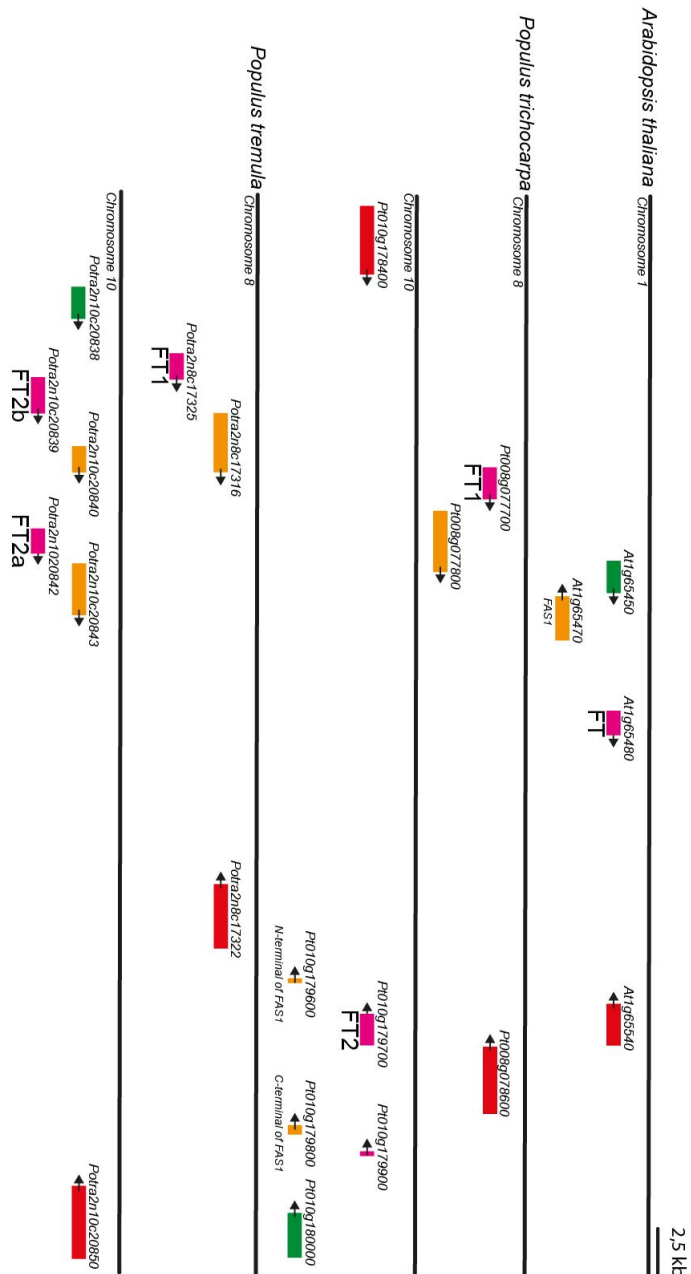 2,5 kb
Arabidopsis thaliana
Chromosome 1
At1g65450
At1g65470
FAS1
At1g65480
FT
At1g65540
Populus trichocarpa
Chromosome 8
Pt008g077700
FT1
Pt008g077800
Pt008g078600
Chromosome 10
Pt010g178400
Pt010g179600
N-terminal of FAS1
Pt010g179700
FT2
Pt010g179800
C-terminal of FAS1
Pt010g179900
Pt010g180000
Populus tremula
Chromosome 8
Potra2n8c17325
FT1
Potra2n8c17316
Potra2n8c17322
Chromosome 10
Potra2n10c20838
Potra2n10c20839
FT2b
Potra2n10c20840
Potra2n1020842
FT2a
Potra2n10c20843
Potra2n10c20850